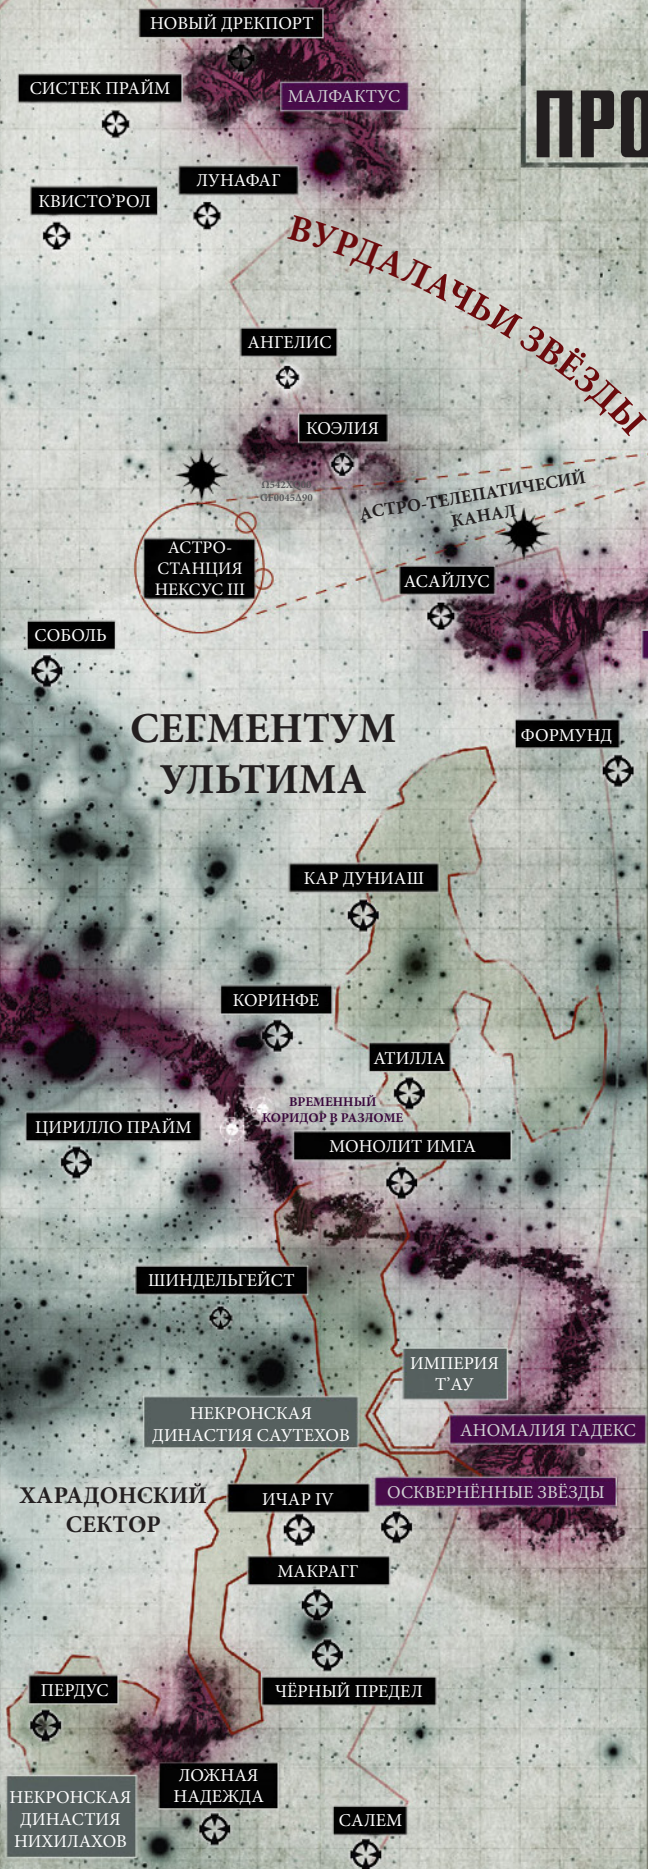 НОВЫЙ ДРЕКПОРТ
СИСТЕК ПРАЙМ
МАЛФАКТУС
ПРО
ЛУНАФАГ
КВИСТО'РОЛ
ВУРДАЛАЧЬИ ЗВЁЗДЫ
АНГЕЛИС
КОЭЛИЯ
GF0045Δ90
АСТРО-ТЕЛЕПАТИЧЕСИЙ
КАНАЛ
АСТРО-
СТАНЦИЯ
НЕКСУС III
АСАЙЛУС
СОБОЛЬ
СЕГМЕНТУМ
УЛЬТИМА
ФОРМУНД
КАР ДУНИАШ
КОРИНФЕ
АТИЛЛА
ВРЕМЕННЫЙ
КОРИДОР В РАЗЛОМЕ
ЦИРИЛЛО ПРАЙМ
МОНОЛИТ ИМГА
ШИНДЕЛЬГЕЙСТ
ИМПЕРИЯ
Т'АУ
НЕКРОНСКАЯ
ДИНАСТИЯ САУТЕХОВ
АНОМАЛИЯ ГАДЕКС
ХАРАДОНСКИЙ
СЕКТОР
ИЧАР IV
ОСКВЕРНЁННЫЕ ЗВЁЗДЫ
МАКРАГГ
ПЕРДУС
ЧЁРНЫЙ ПРЕДЕЛ
ЛОЖНАЯ
НАДЕЖДА
НЕКРОНСКАЯ
ДИНАСТИЯ
НИХИЛАХОВ
САЛЕМ